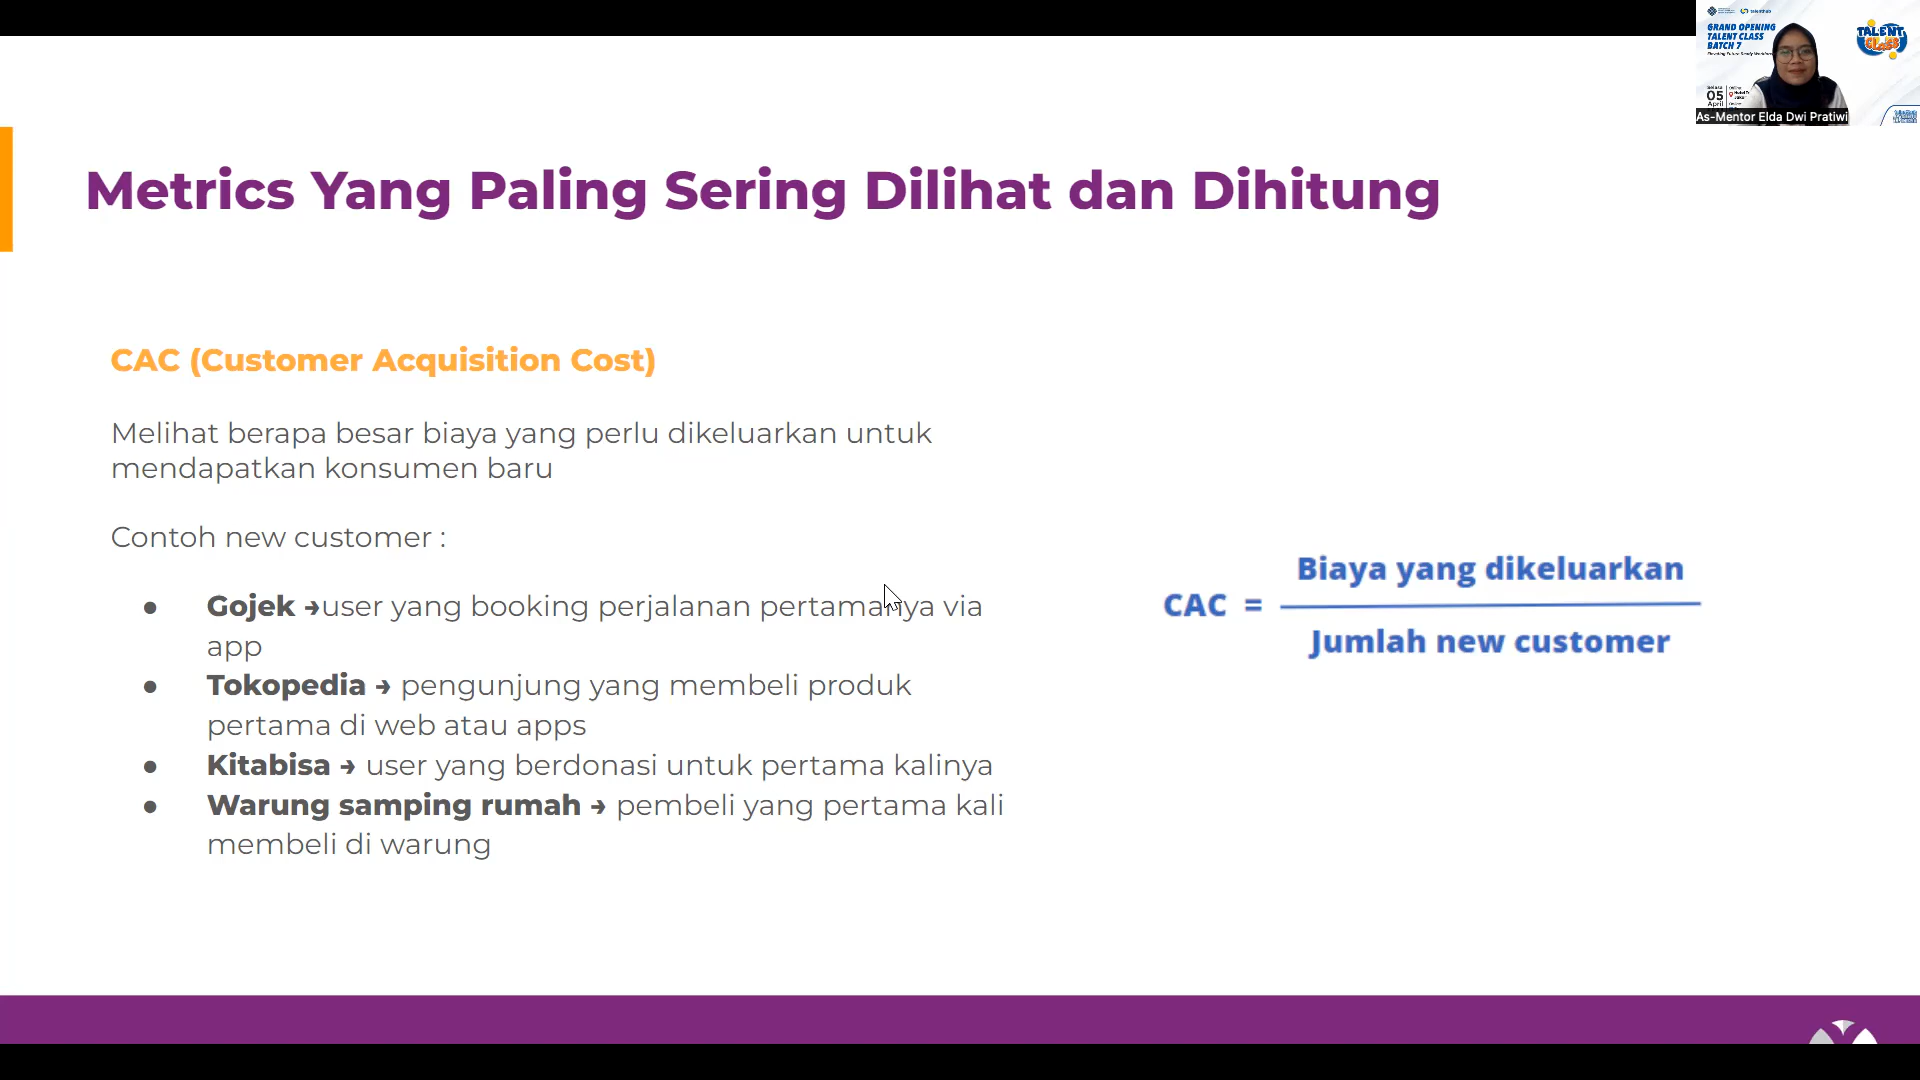 GRAND OPENING
TALENT CLASS
BATCH 7
TALENT
CLASS
05
April
As-Mentor Elda Dwi Pratiwi
Metrics Yang Paling Sering Dilihat dan Dihitung
CAC (Customer Acquisition Cost)
Melihat berapa besar biaya yang perlu dikeluarkan untuk
mendapatkan konsumen baru
Contoh new customer :
● Gojek →user yang booking perjalanan pertamanya via
app
● Tokopedia → pengunjung yang membeli produk
pertama di web atau apps
● Kitabisa → user yang berdonasi untuk pertama kalinya
● Warung samping rumah → pembeli yang pertama kali
membeli di warung
Biaya yang dikeluarkan
CAC =
Jumlah new customer